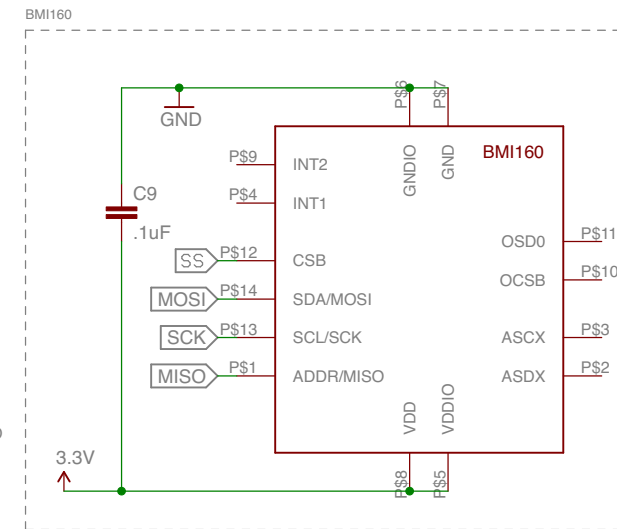 BMI160
P$6
P$7
GND
P$9
INT2
GNDIO
GND
BMI160
C9
P$4
INT1
.1uF
OSD0
P$11
SS
P$12
CSB
OCSB
P$10
MOSI
P$14
SDA/MOSI
SCK
P$13
SCL/SCK
ASCX
P$3
MISO
P$1
ADDR/MISO
ASDX
P$2
VDD
VDDIO
3.3V
P$8
P$5